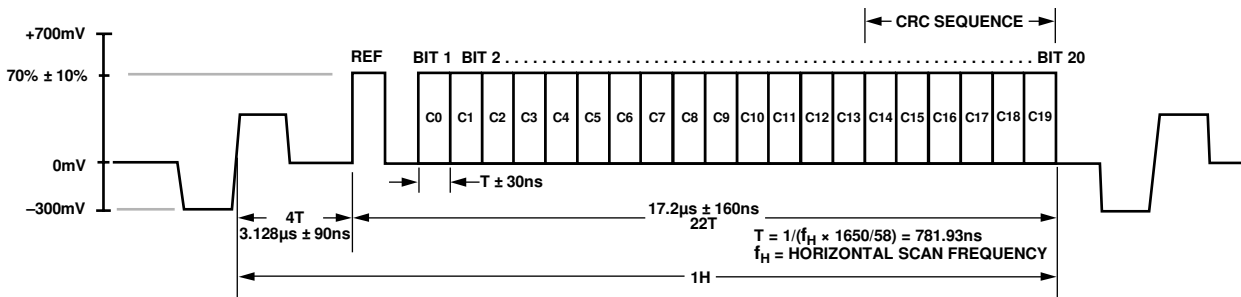 CRC SEQUENCE
+700mV
REF
BIT 1 BIT 2 . . . . . . . . . . . . . . . . . . . . . . . . . . . . . . . . . . . . . . . . . . . . . . . . . . . . . . . . . . . . . . . . . . BIT 20
70% ± 10%
C0 C1 C2 C3 C4 C5 C6 C7 C8 C9 C10 C11 C12 C13 C14 C15 C16 C17 C18 C19
0mV
T ± 30ns
–300mV
4T
3.128µs ± 90ns
17.2µs ± 160ns
22T
T = 1/(fH × 1650/58) = 781.93ns
fH = HORIZONTAL SCAN FREQUENCY
1H